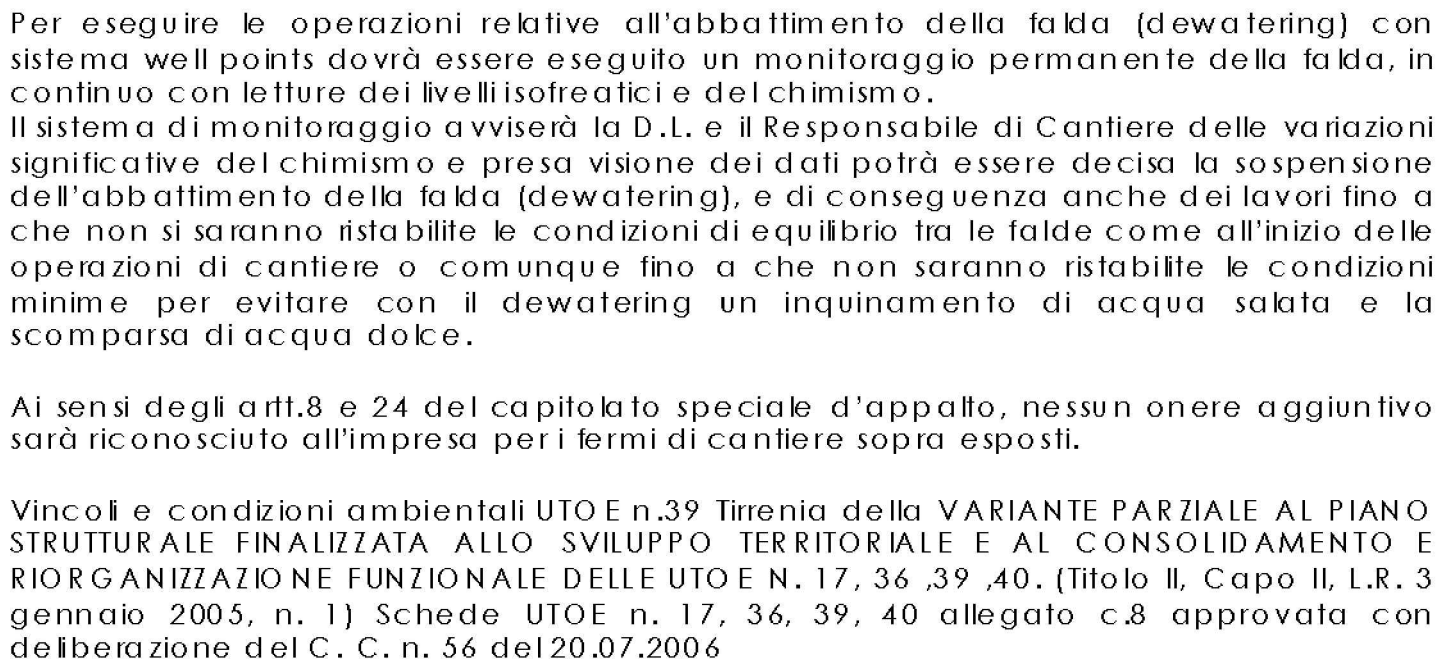 Per eseguire le operazioni relative all'abbattimento della falda (dewatering) con
sistema well points dovrà essere eseguito un monitoraggio permanente della falda, in
continuo con letture dei livelli isofreatici e del chimismo.
Il sistema di monitoraggio avviserà la D.L. e il Responsabile di Cantiere delle variazioni
significative del chimismo e presa visione dei dati potrà essere decisa la sospensione
dell'abbattimento della falda (dewatering), e di conseguenza anche dei lavori fino a
che non si saranno ristabilite le condizioni di equilibrio tra le falde come all'inizio delle
operazioni di cantiere o comunque fino a che non saranno ristabilite le condizioni
minime per evitare con il dewatering un inquinamento di acqua salata e la
scomparsa di acqua dolce.
Ai sensi degli artt.8 e 24 del capitolato speciale d'appalto, nessun onere aggiuntivo
sarà riconosciuto all'impresa per i fermi di cantiere sopra esposti.
Vincoli e condizioni ambientali UTOE n.39 Tirrenia della VARIANTE PARZIALE AL PIANO
STRUTTURALE FINALIZZATA ALLO SVILUPPO TERRITORIALE E AL CONSOLIDAMENTO E
RIORGANIZZAZIONE FUNZIONALE DELLE UTOE N. 17, 36 ,39 ,40. (Titolo II, Capo II, L.R. 3
gennaio 2005, n. 1) Schede UTOE n. 17, 36, 39, 40 allegato c.8 approvata con
deliberazione del C. C. n. 56 del 20.07.2006